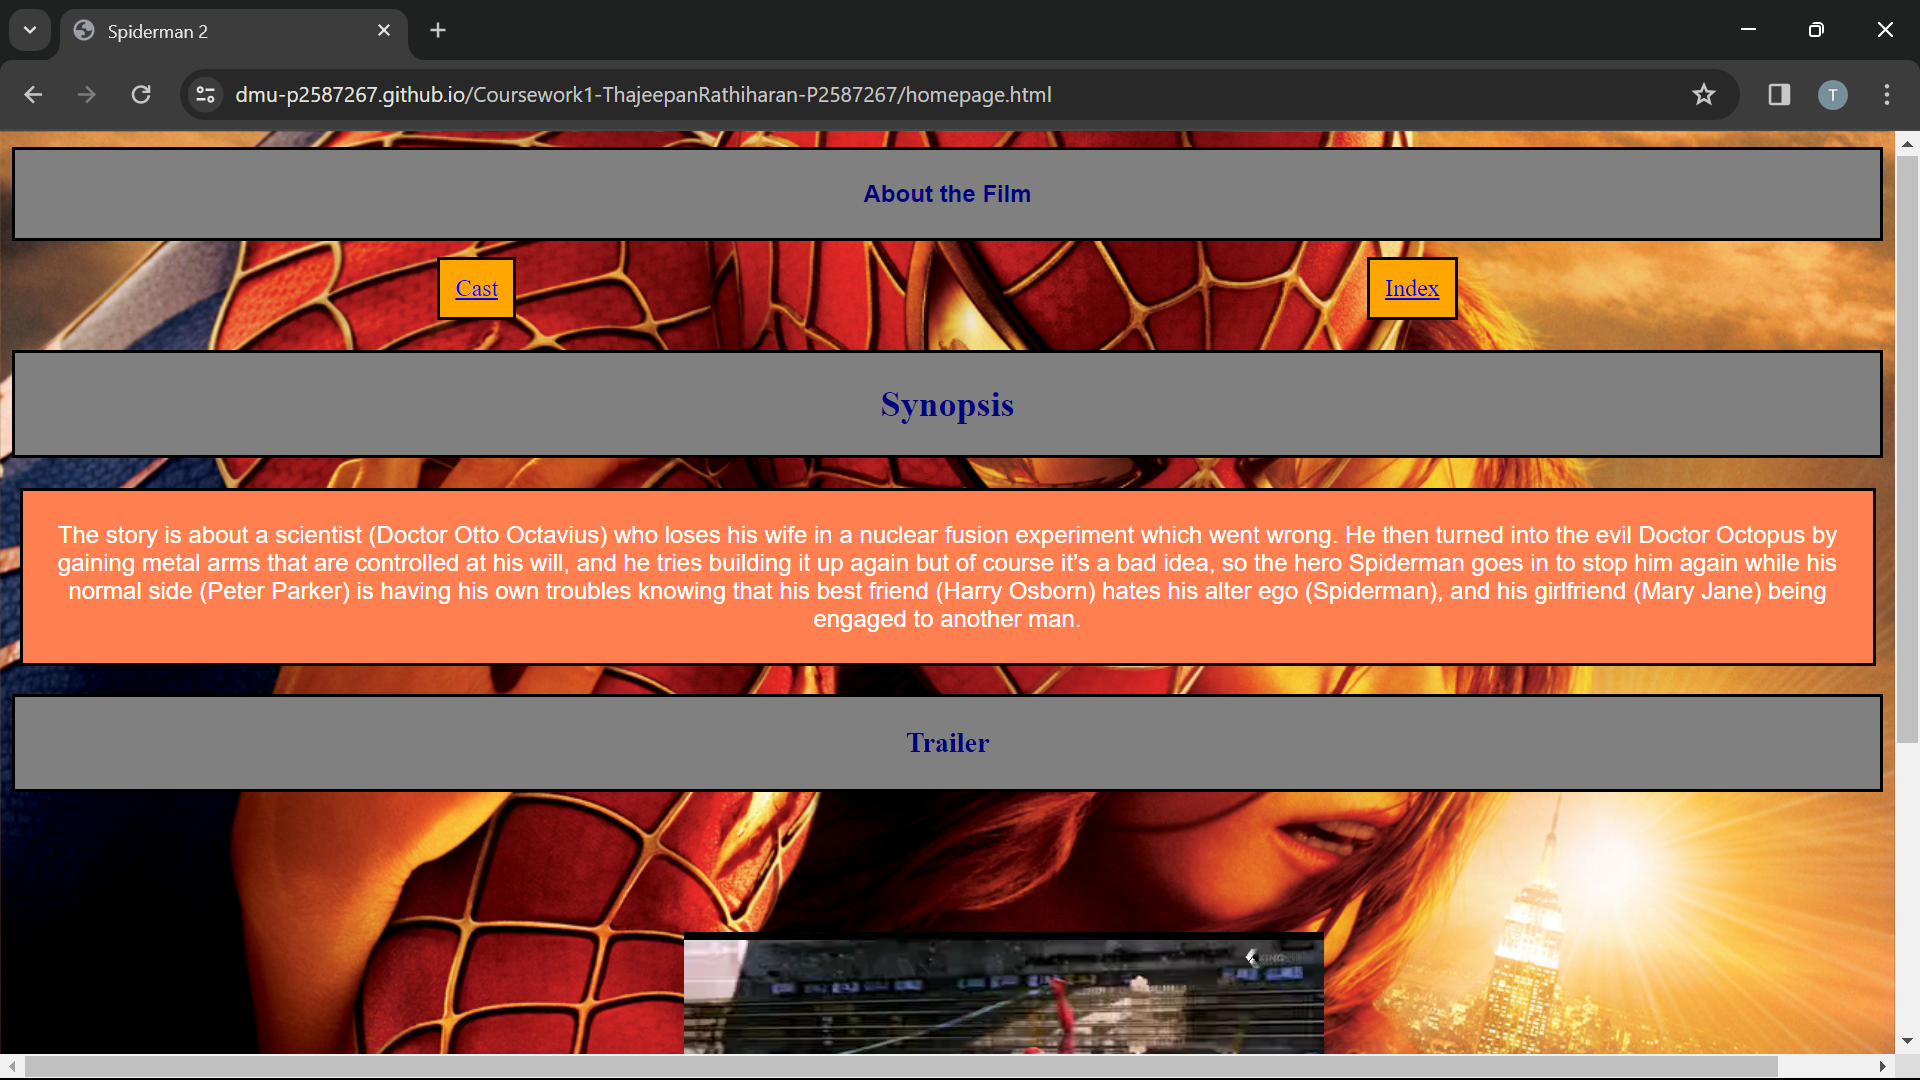 Spiderman 2
dmu-p2587267.github.io/Coursework1-ThajeepanRathiharan-P2587267/homepage.html
T
About the Film
Cast
Index
Synopsis
The story is about a scientist (Doctor Otto Octavius) who loses his wife in a nuclear fusion experiment which went wrong. He then turned into the evil Doctor Octopus by
gaining metal arms that are controlled at his will, and he tries building it up again but of course it's a bad idea, so the hero Spiderman goes in to stop him again while his
normal side (Peter Parker) is having his own troubles knowing that his best friend (Harry Osborn) hates his alter ego (Spiderman), and his girlfriend (Mary Jane) being
engaged to another man.
Trailer